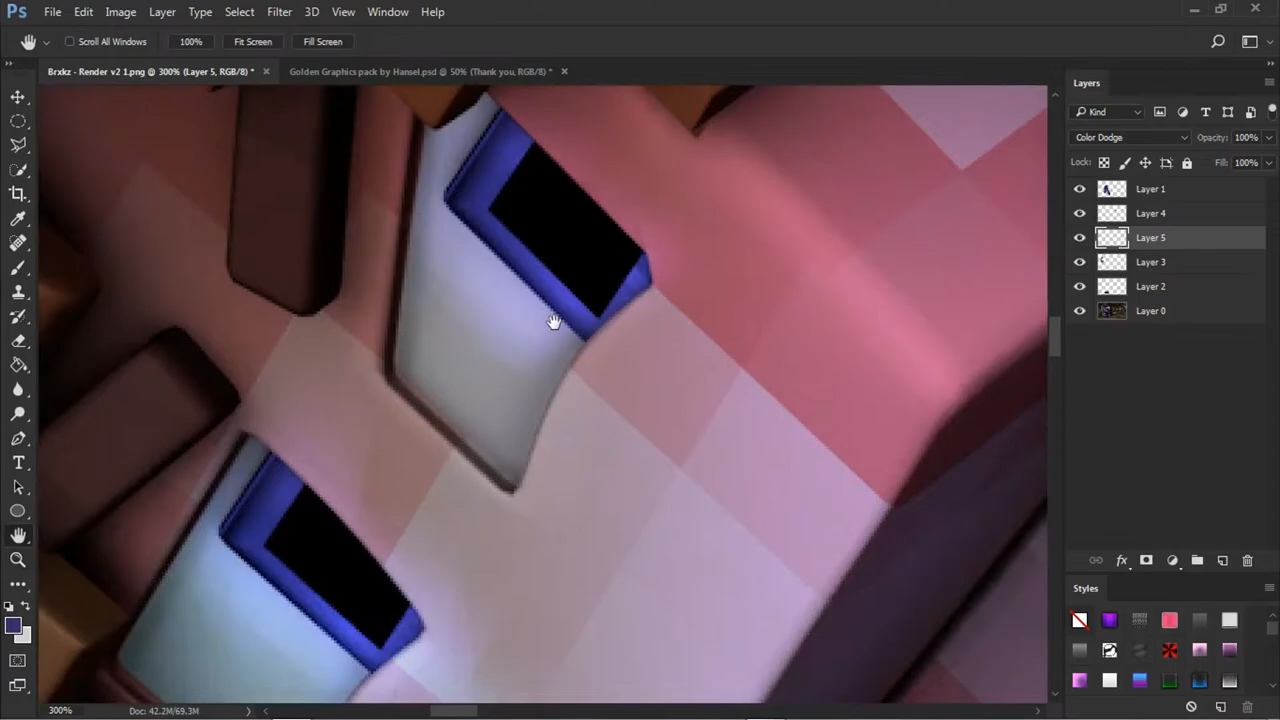 Ps File Edit Image Layer Type Select Filter 3D View Window Help
Scroll All Windows 100% Fit Screen Fill Screen
Brxkz - Render v2 1.png @ 300% (Layer 5, RGB/8) * × Golden Graphics pack by Hansel.psd @ 50% (Thank you, RGB/8) * ×
Layers
Kind
Color Dodge Opacity: 100%
Lock: Fill: 100%
Layer 1
Layer 4
Layer 5
Layer 3
Layer 2
Layer 0
fx
Styles
300% Doc: 42.2M/69.3M